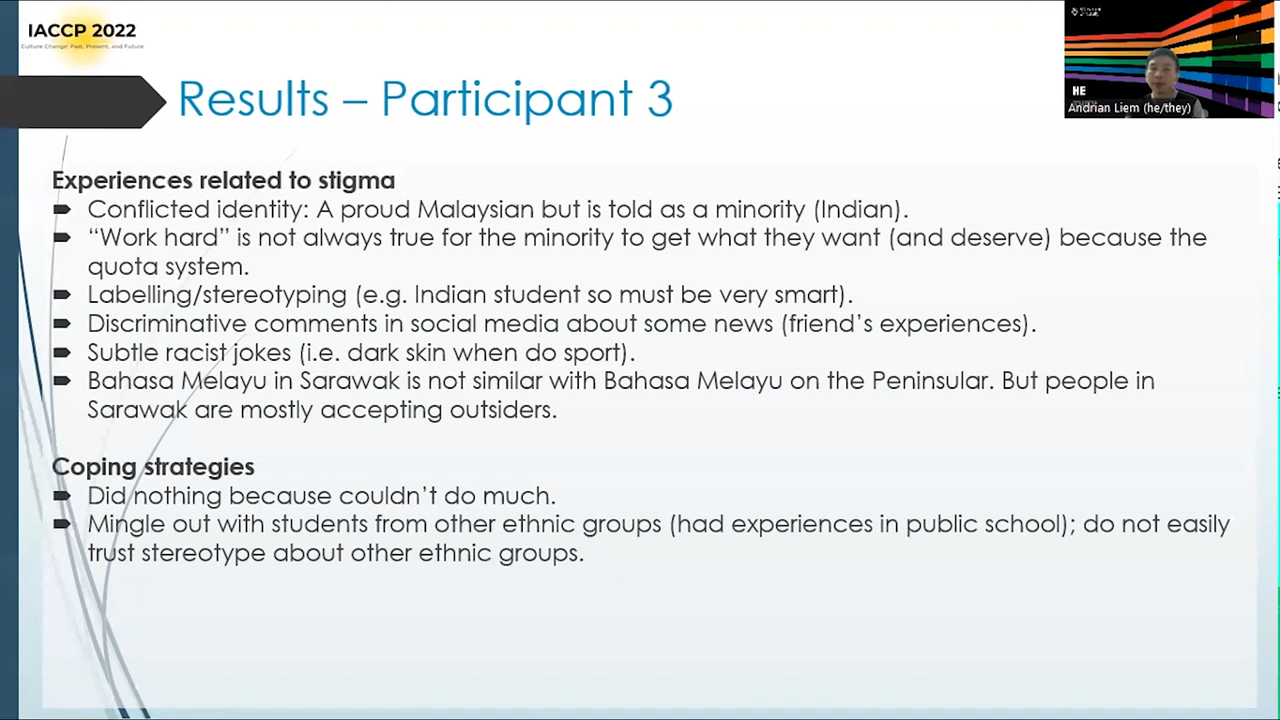 IACCP 2022
Culture Change: Past, Present, and Future
Results – Participant 3
HE
Andrian Liem (he/they)
Experiences related to stigma
Conflicted identity: A proud Malaysian but is told as a minority (Indian).
“Work hard” is not always true for the minority to get what they want (and deserve) because the
quota system.
Labelling/stereotyping (e.g. Indian student so must be very smart).
Discriminative comments in social media about some news (friend’s experiences).
Subtle racist jokes (i.e. dark skin when do sport).
Bahasa Melayu in Sarawak is not similar with Bahasa Melayu on the Peninsular. But people in
Sarawak are mostly accepting outsiders.
Coping strategies
Did nothing because couldn’t do much.
Mingle out with students from other ethnic groups (had experiences in public school); do not easily
trust stereotype about other ethnic groups.